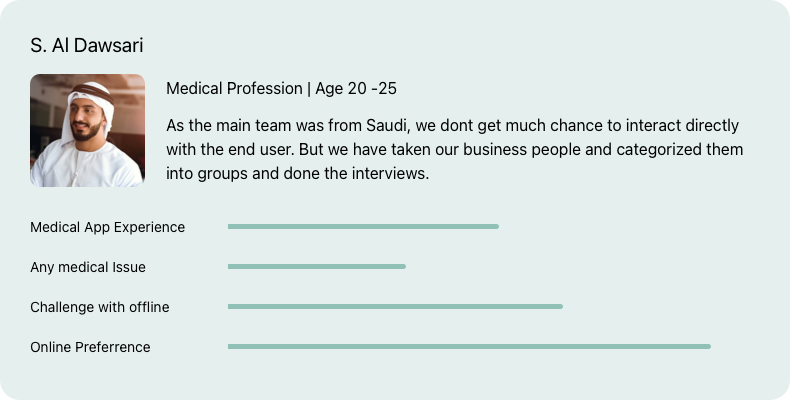 S. Al Dawsari
Medical Profession | Age 20 -25
As the main team was from Saudi, we dont get much chance to interact directly
with the end user. But we have taken our business people and categorized them
into groups and done the interviews.
Medical App Experience
Any medical Issue
Challenge with offline
Online Preferrence